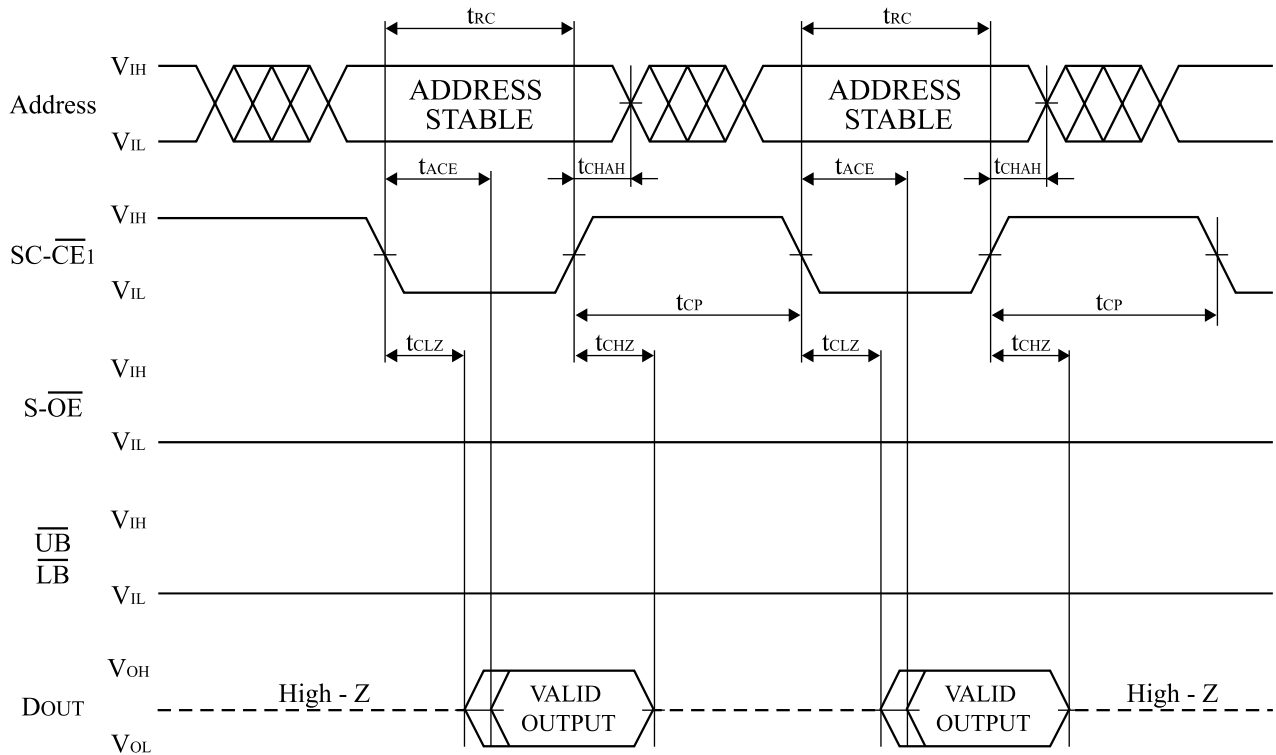 tRC tRC
VIH
Address ADDRESS STABLE ADDRESS STABLE
VIL
tACE tCHAH tACE tCHAH
VIH
SC-CE1
VIL
tCP tCP
tCLZ tCHZ tCLZ tCHZ
VIH
S-OE
VIL
VIH
UB
LB
VIL
VOH
High - Z VALID VALID High - Z
DOUT OUTPUT OUTPUT
VOL